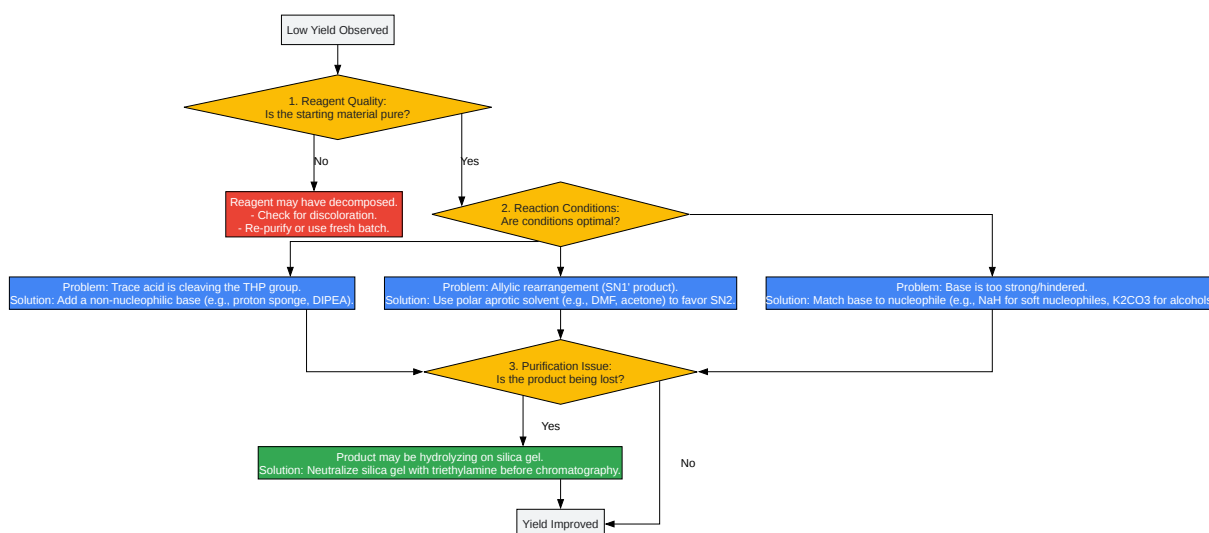 Low Yield Observed
1. Reagent Quality:
Is the starting material pure?
No
Yes
Reagent may have decomposed.
- Check for discoloration.
- Re-purify or use fresh batch.
2. Reaction Conditions:
Are conditions optimal?
Problem: Trace acid is cleaving the THP group.
Solution: Add a non-nucleophilic base (e.g., proton sponge, DIPEA).
Problem: Allylic rearrangement (SN1' product).
Solution: Use polar aprotic solvent (e.g., DMF, acetone) to favor SN2.
Problem: Base is too strong/hindered.
Solution: Match base to nucleophile (e.g., NaH for soft nucleophiles, K2CO3 for alcohols
3. Purification Issue:
Is the product being lost?
Yes
No
Product may be hydrolyzing on silica gel.
Solution: Neutralize silica gel with triethylamine before chromatography.
Yield Improved